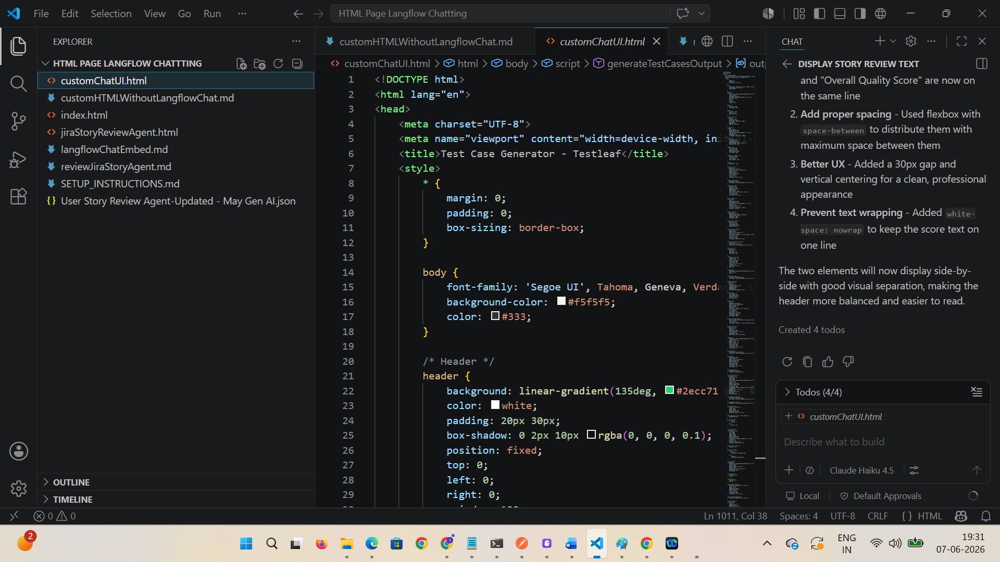 File Edit Selection View Go Run ···
HTML Page Langflow Chattting
EXPLORER
HTML PAGE LANGFLOW CHATTTING
customChatUI.html
customHTMLWithoutLangflowChat.md
index.html
jiraStoryReviewAgent.html
langflowChatEmbed.md
reviewJiraStoryAgent.md
SETUP_INSTRUCTIONS.md
User Story Review Agent-Updated - May Gen AI.json
OUTLINE
TIMELINE
customHTMLWithoutLangflowChat.md
customChatUI.html
customChatUI.html > html > body > script > generateTestCasesOutput >
1 <!DOCTYPE html>
2 <html lang="en">
3 <head>
4 <meta charset="UTF-8">
5 <meta name="viewport" content="width=device-width,
6 <title>Test Case Generator - Testleaf</title>
7 <style>
8 * {
9 margin: 0;
10 padding: 0;
11 box-sizing: border-box;
12 }
13
14 body {
15 font-family: 'Segoe UI', Tahoma, Geneva,
16 background-color: #f5f5f5;
17 color: #333;
18 }
19
20 /* Header */
21 header {
22 background: linear-gradient(135deg, #2ecc71
23 color: white;
24 padding: 20px 30px;
25 box-shadow: 0 2px 10px rgba(0, 0, 0, 0.1);
26 position: fixed;
27 top: 0;
28 left: 0;
29 right: 0;
CHAT
DISPLAY STORY REVIEW TEXT
and "Overall Quality Score" are now on
the same line
2. Add proper spacing - Used flexbox with
space-between to distribute them with
maximum space between them
3. Better UX - Added a 30px gap and
vertical centering for a clean, professional
appearance
4. Prevent text wrapping - Added white-
space: nowrap to keep the score text on
one line
The two elements will now display side-by-
side with good visual separation, making the
header more balanced and easier to read.
Created 4 todos
Todos (4/4)
customChatUI.html
Describe what to build
Claude Haiku 4.5
Local
Default Approvals
0 0
Ln 1011, Col 38 Spaces: 4 UTF-8 CRLF { } HTML
2
ENG
IN
19:31
07-06-2026